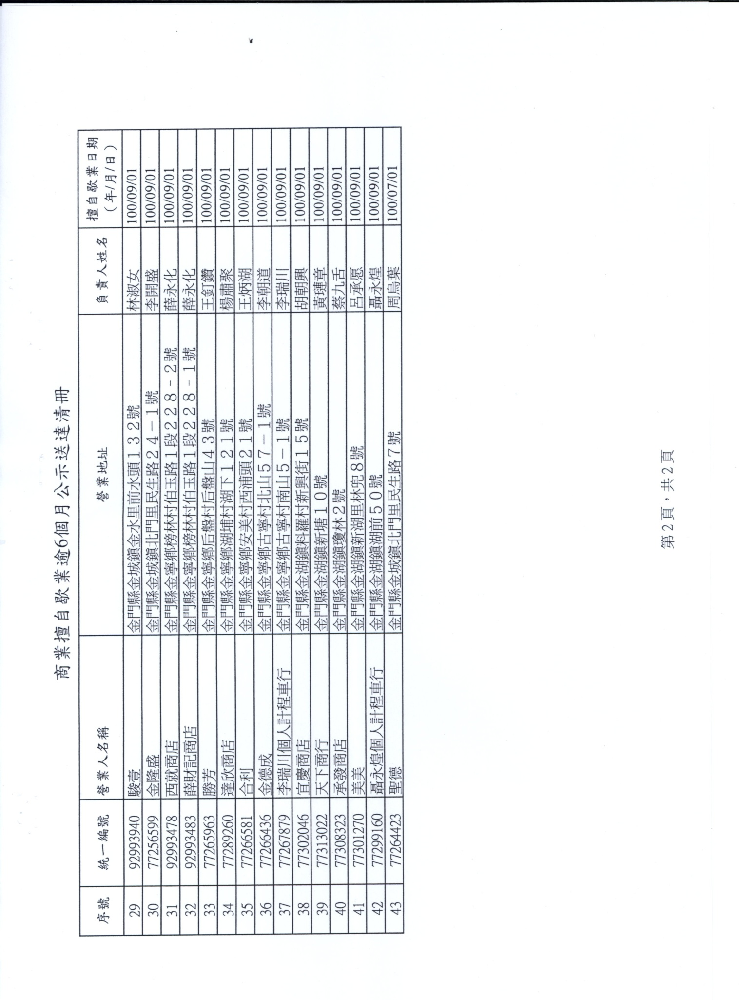 商業擅自歇業逾6個月公示送達清冊
序號 統一編號 營業人名稱 營業地址 負責人姓名 擅自歇業日期
(年/月/日)
29 92993940 駿壹 金門縣金城鎮金水里前水頭132號 林淑女 100/09/01
30 77256599 金隆盛 金門縣金城鎮北門里民生路24-1號 李開盛 100/09/01
31 92993478 西就商店 金門縣金寧鄉榜林村伯玉路1段228-2號 薛永化 100/09/01
32 92993483 薛財記商店 金門縣金寧鄉榜林村伯玉路1段228-1號 薛永化 100/09/01
33 77265963 勝芳 金門縣金寧鄉后盤村后盤山43號 王釘鑽 100/09/01
34 77289260 達欣商店 金門縣金寧鄉湖埔村湖下121號 楊肅聚 100/09/01
35 77266581 合利 金門縣金寧鄉安美村西浦頭21號 王炳湖 100/09/01
36 77266436 金德成 金門縣金寧鄉古寧村北山57-1號 李朝道 100/09/01
37 77267879 李瑞川個人計程車行 金門縣金寧鄉古寧村南山5-1號 李瑞川 100/09/01
38 77302046 宜慶商店 金門縣金湖鎮料羅村新興街15號 胡朝興 100/09/01
39 77313022 天下商行 金門縣金湖鎮新塘10號 黃璉章 100/09/01
40 77308323 承發商店 金門縣金湖鎮瓊林2號 蔡九舌 100/09/01
41 77301270 美美 金門縣金湖鎮新湖里林兜8號 呂承愿 100/09/01
42 77299160 聶永煌個人計程車行 金門縣金湖鎮湖前50號 聶永煌 100/09/01
43 77264423 聖德 金門縣金城鎮北門里民生路7號 周烏葉 100/07/01
第2頁，共2頁